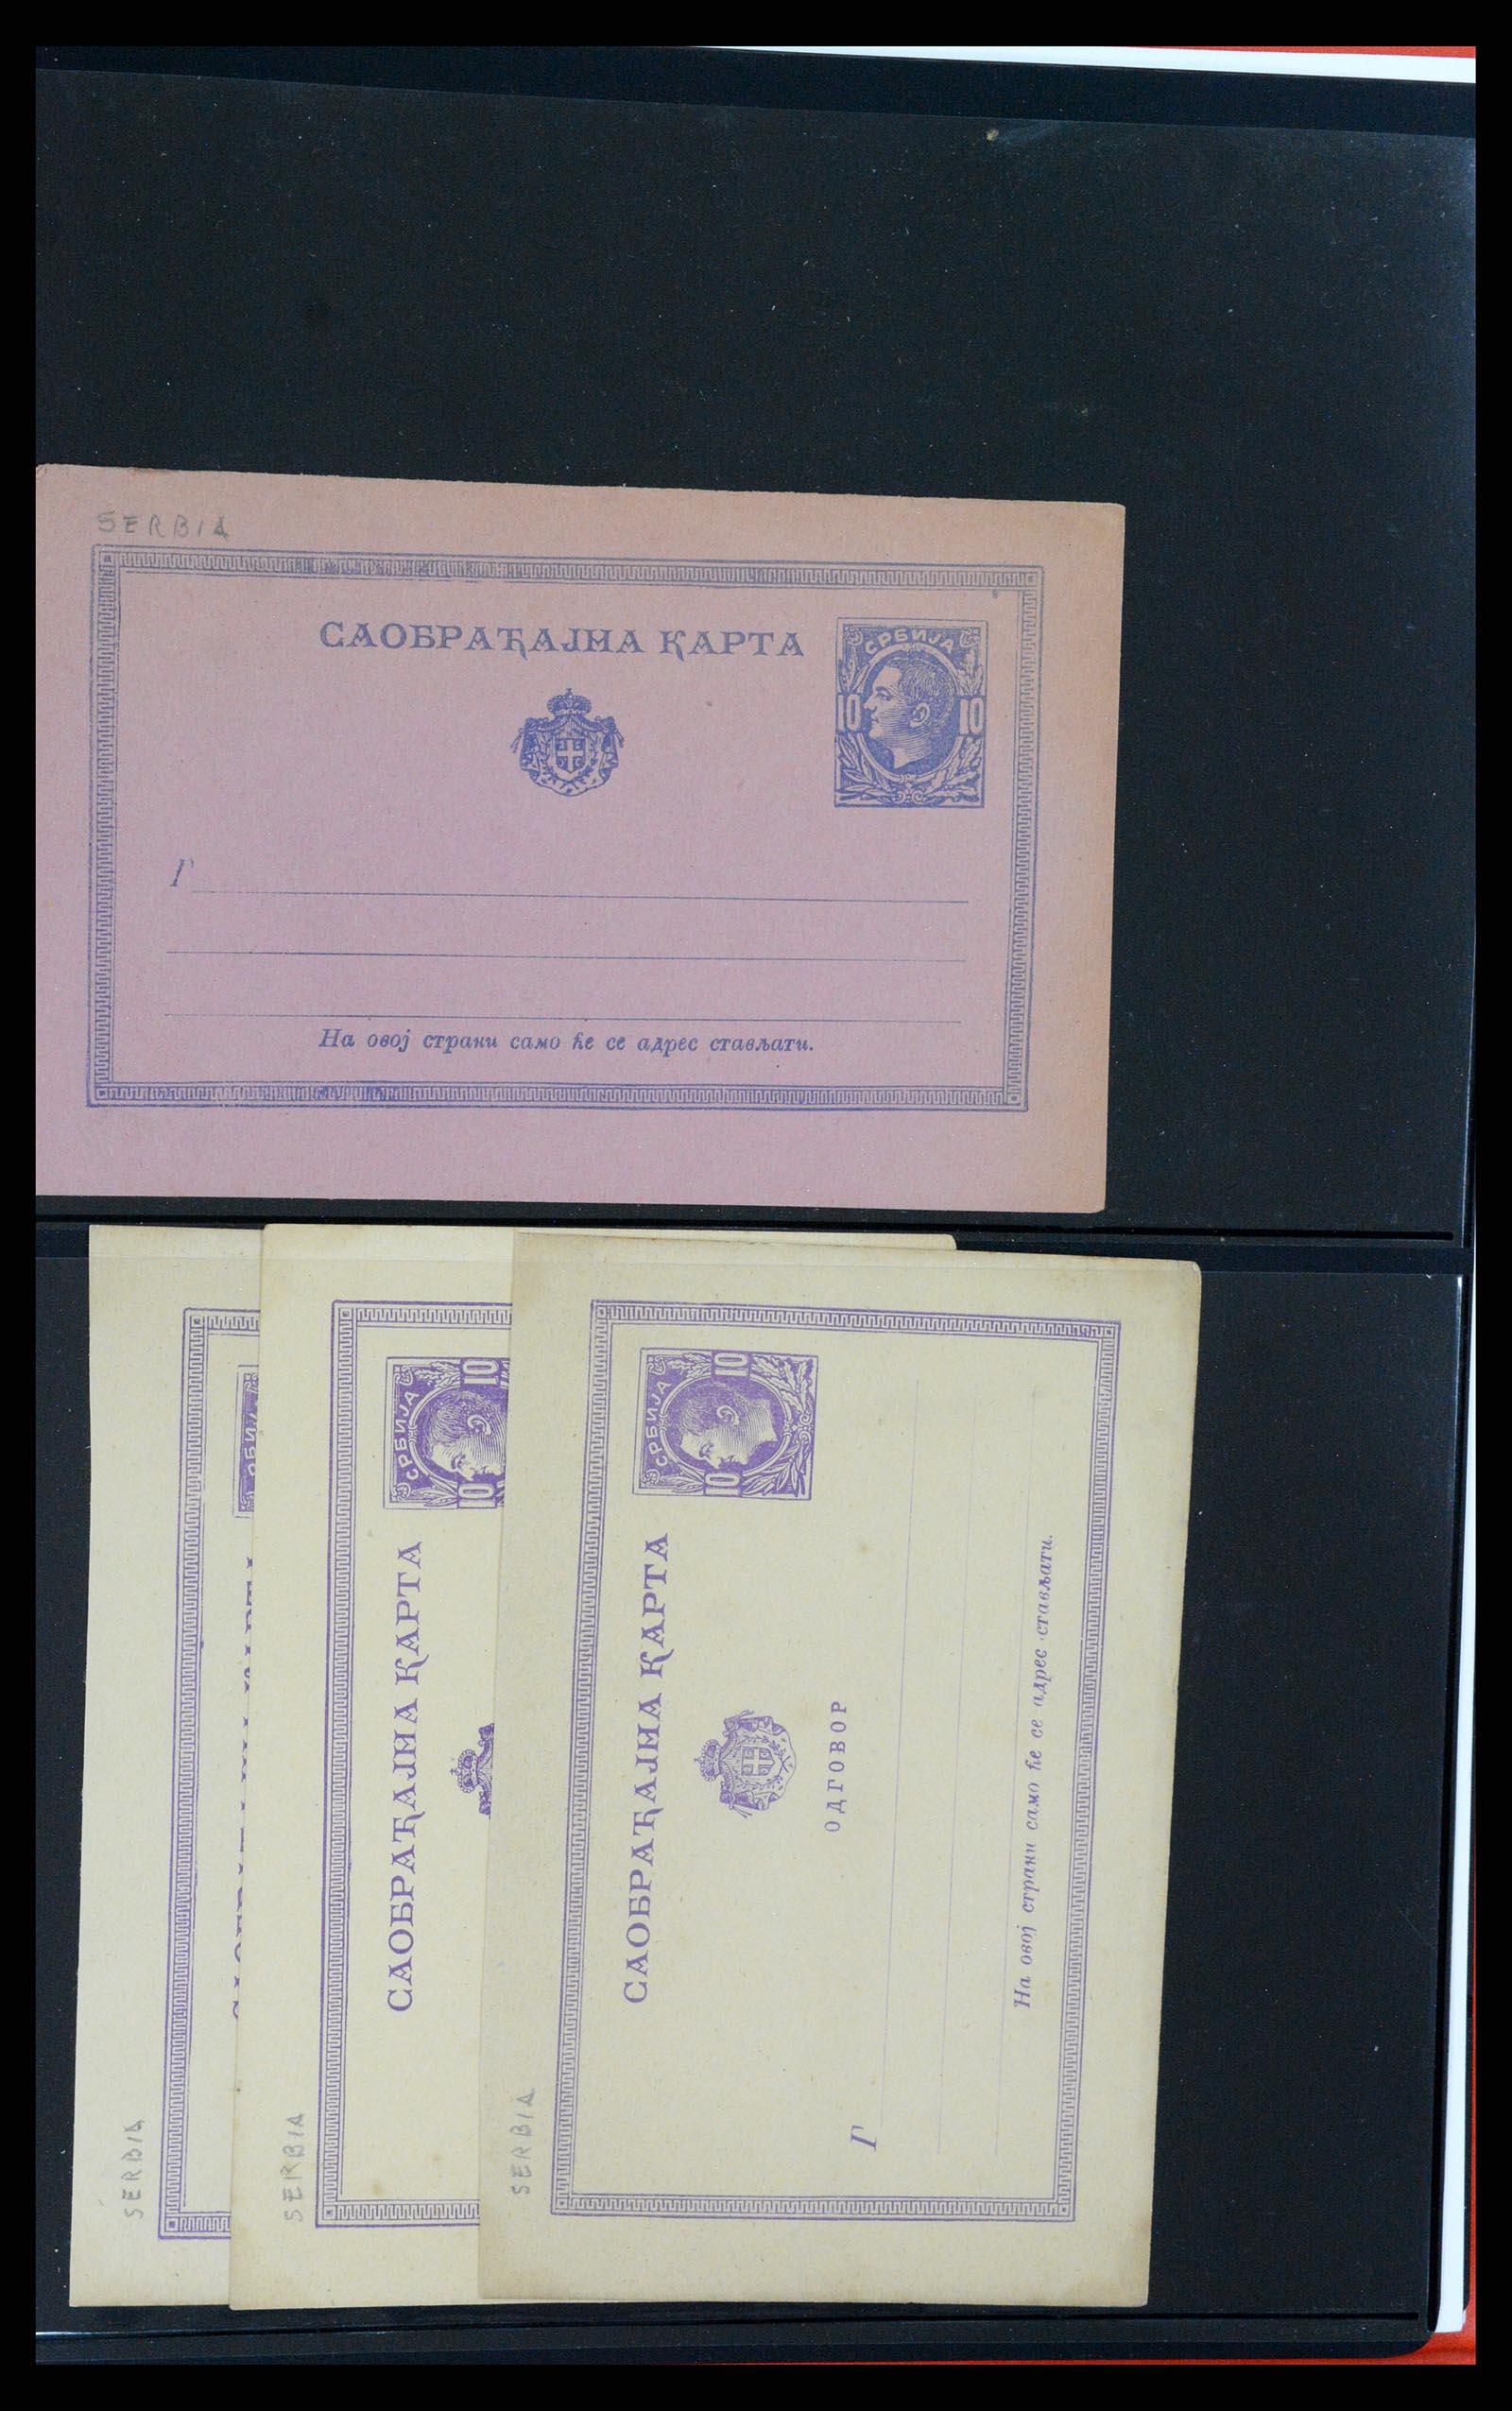 SERBIA
САОБРАЋАЈНА КАРТА
СРБИЈА
10 10
Г
На овој страни само ће се адрес стављати.
SERBIA
SERBIA
САОБРАЋАЈНА КАРТА
СРБИЈА
10 10
SERBIA
САОБРАЋАЈНА КАРТА
СРБИЈА
10 10
ОДГОВОР
Г
На овој страни само ће се адрес стављати.